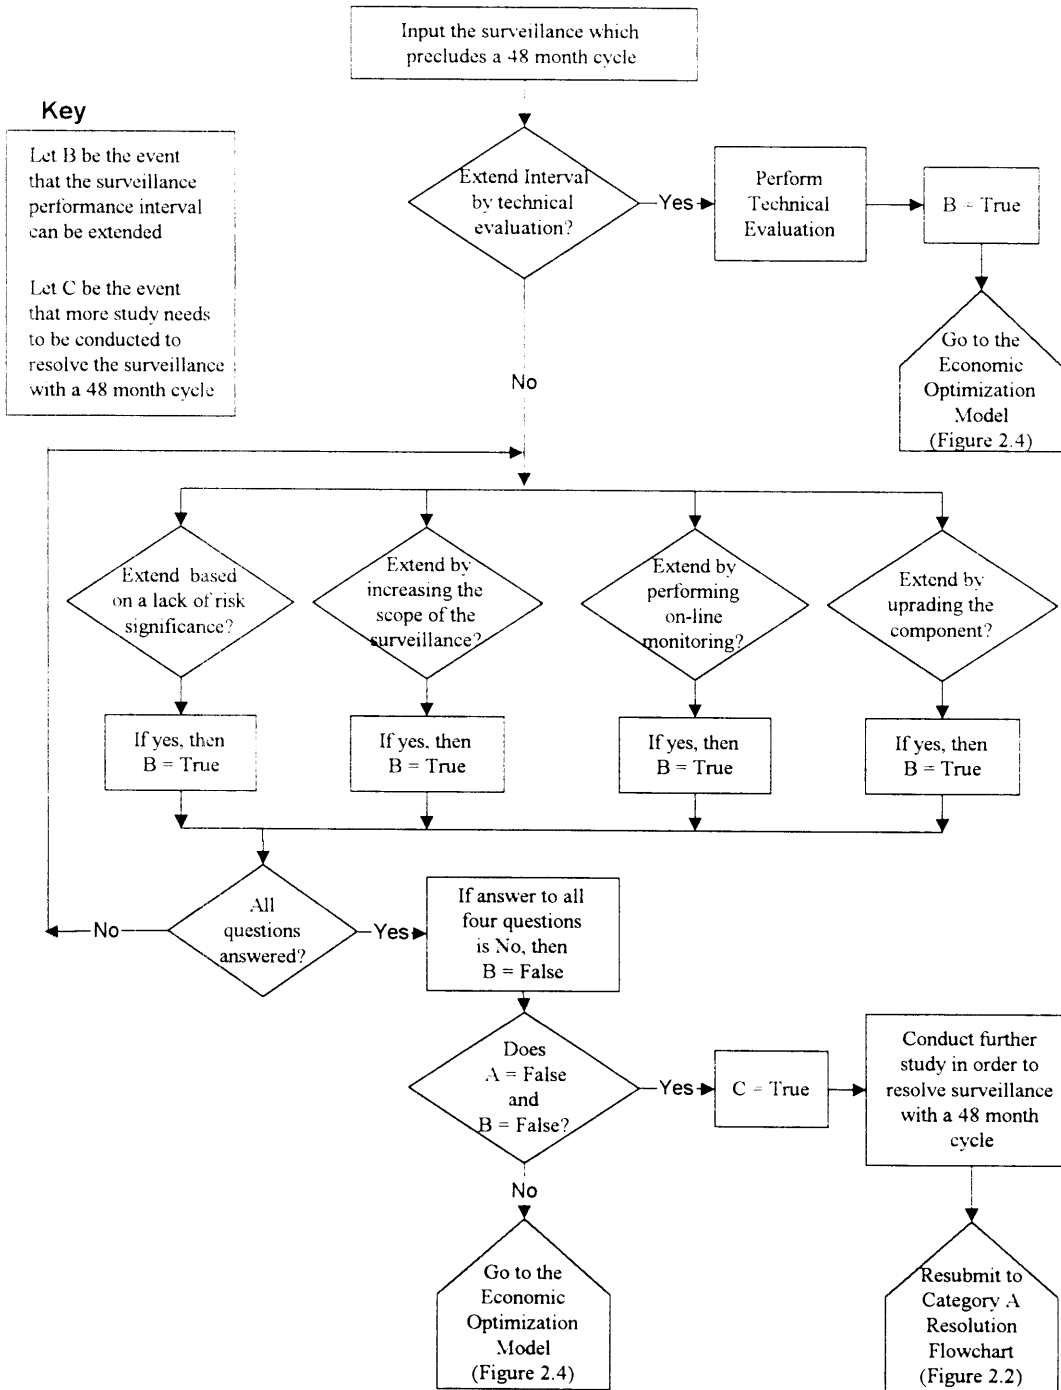 Input the surveillance which
precludes a 48 month cycle
Key
Let B be the event
that the surveillance
performance interval
can be extended
Let C be the event
that more study needs
to be conducted to
resolve the surveillance
with a 48 month cycle
Extend Interval
by technical
evaluation?
Yes
Perform
Technical
Evaluation
B = True
Go to the
Economic
Optimization
Model
(Figure 2.4)
No
Extend based
on a lack of risk
significance?
Extend by
increasing the
scope of the
surveillance?
Extend by
performing
on-line
monitoring?
Extend by
uprading the
component?
If yes, then
B = True
If yes, then
B = True
If yes, then
B = True
If yes, then
B = True
All
questions
answered?
No
Yes
If answer to all
four questions
is No, then
B = False
Does
A = False
and
B = False?
Yes
C = True
Conduct further
study in order to
resolve surveillance
with a 48 month
cycle
No
Go to the
Economic
Optimization
Model
(Figure 2.4)
Resubmit to
Category A
Resolution
Flowchart
(Figure 2.2)